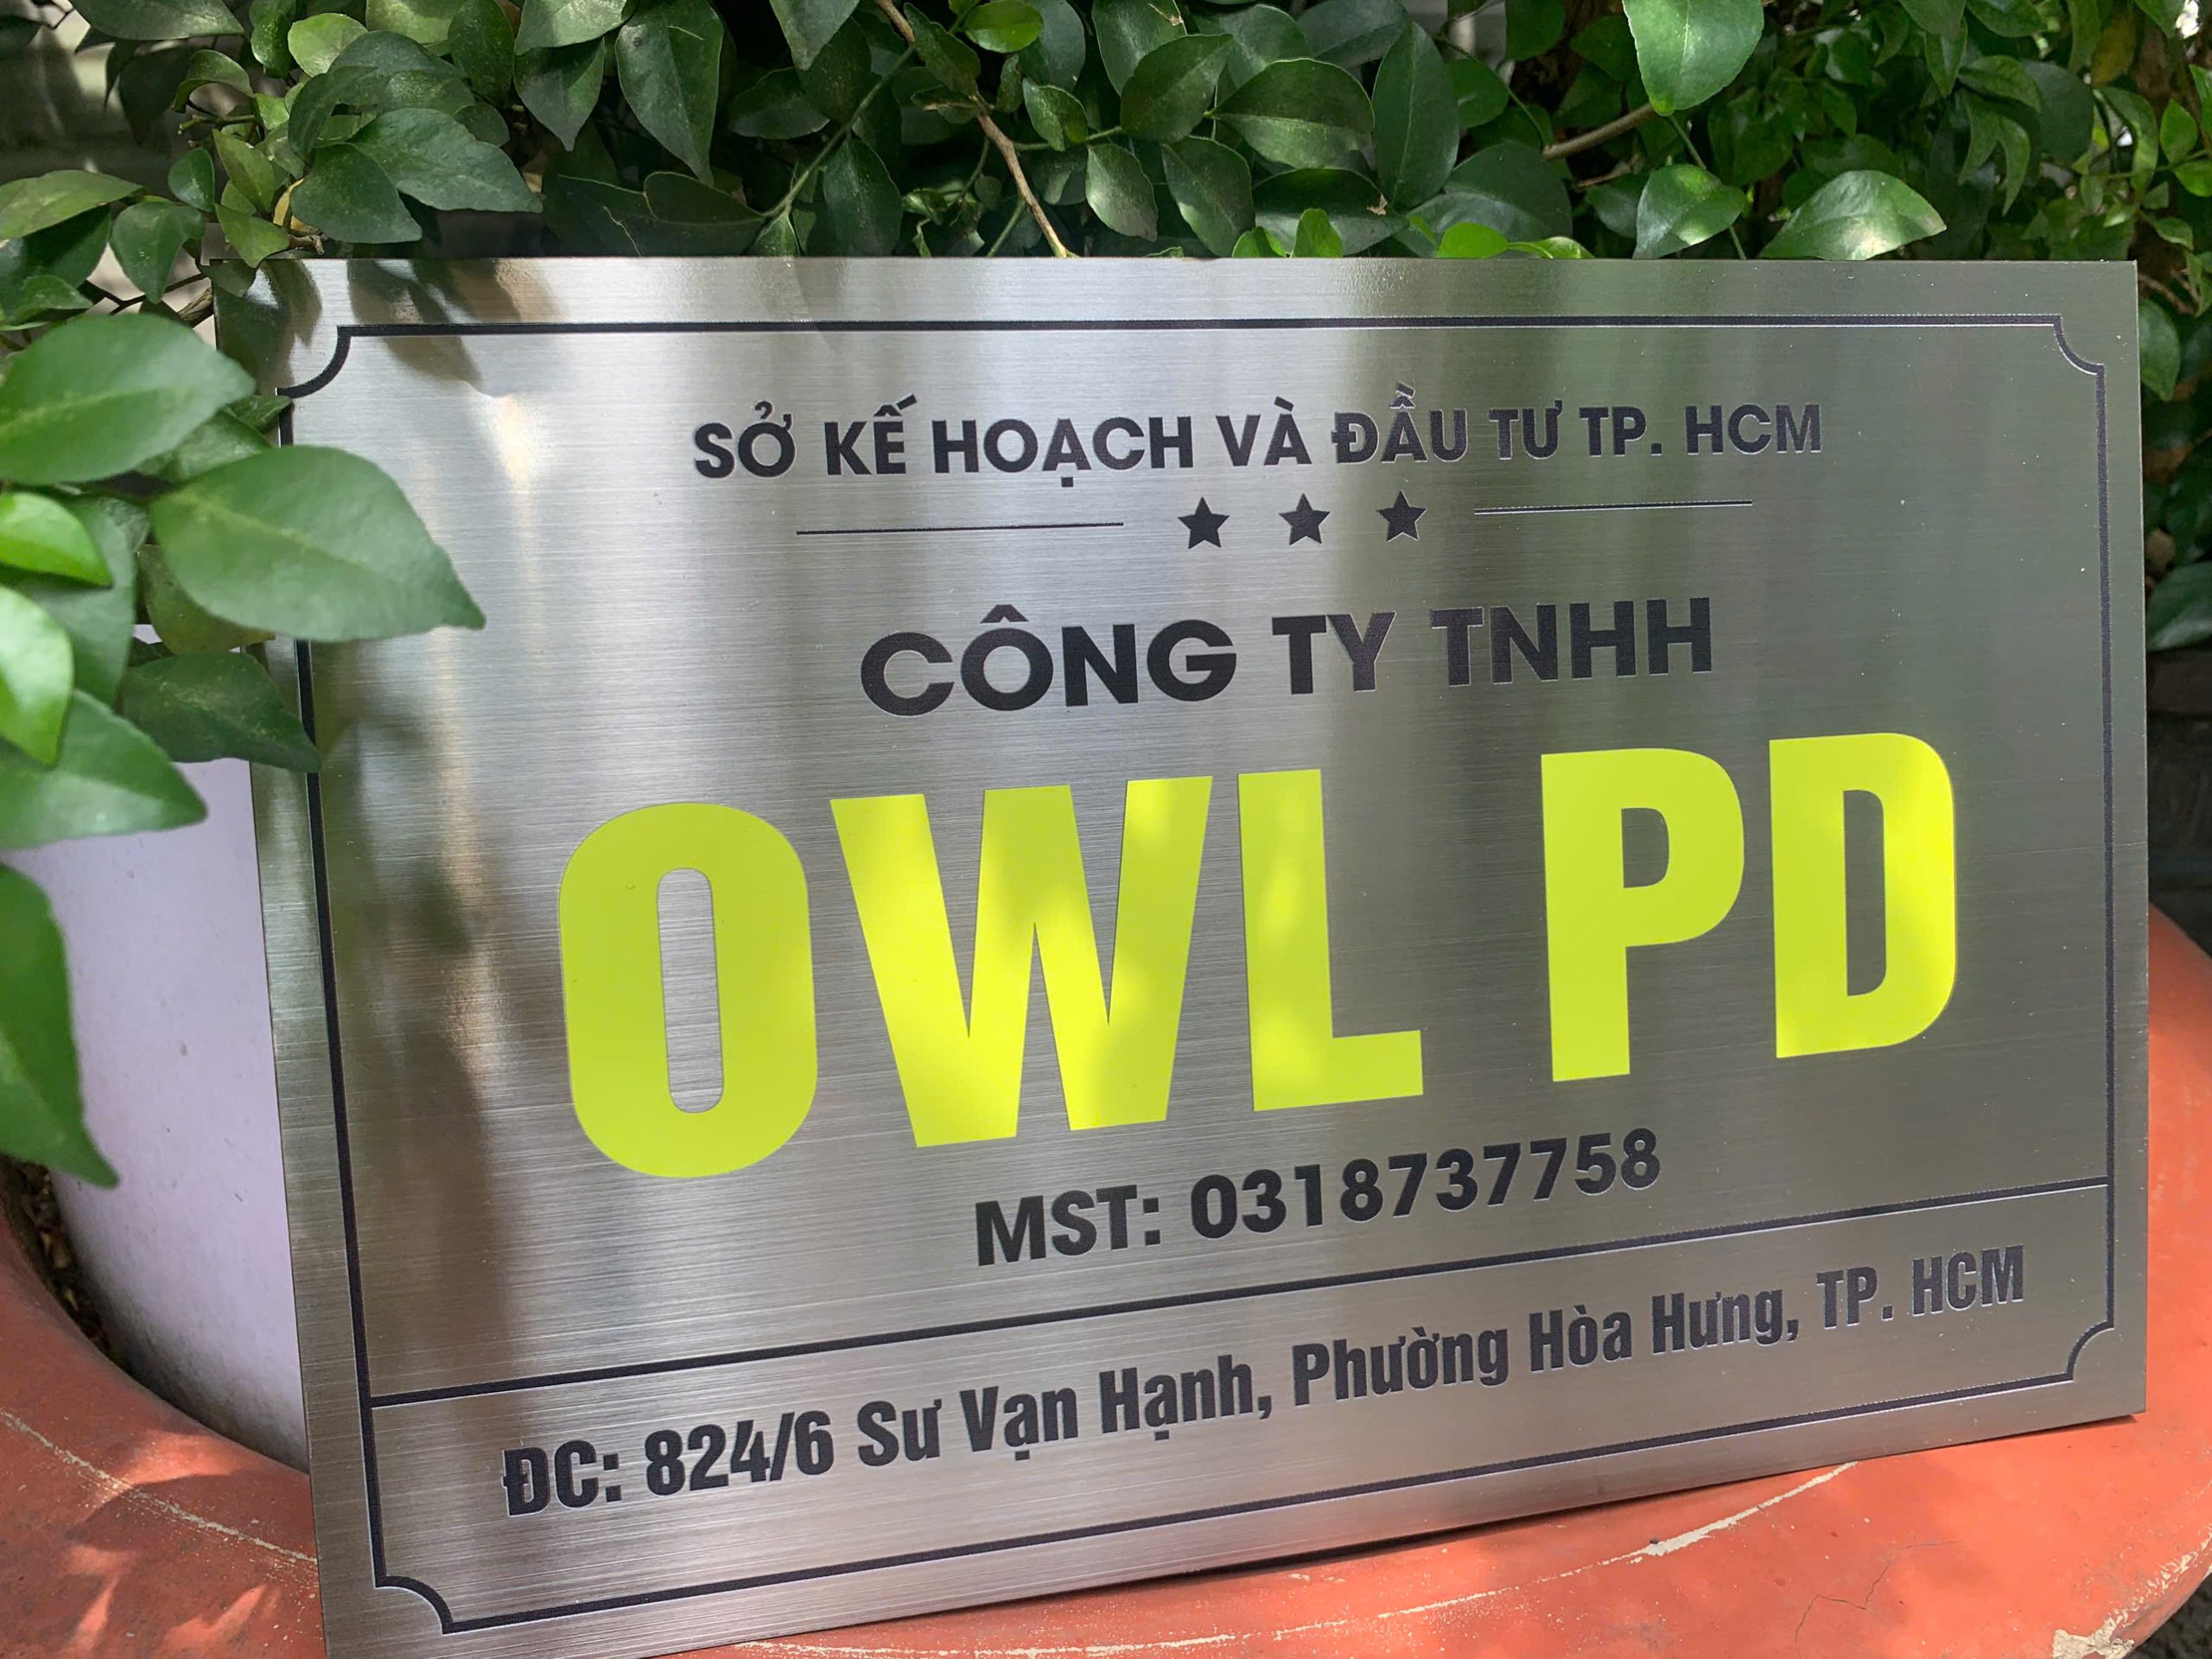 SỞ KẾ HOẠCH VÀ ĐẦU TƯ TP. HCM
CÔNG TY TNHH
OWL PD
MST: 0318737758
ĐC: 824/6 Sư Vạn Hạnh, Phường Hòa Hưng, TP. HCM